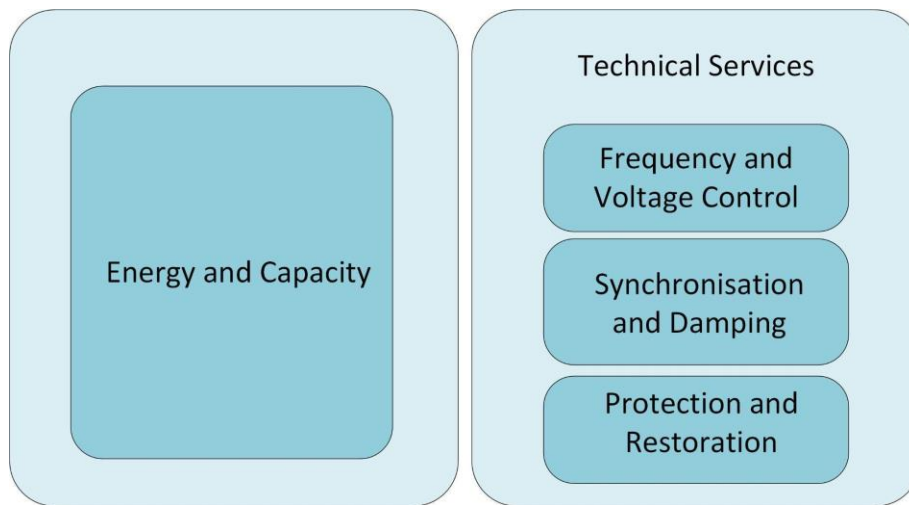 Energy and Capacity
Technical Services
Frequency and
Voltage Control
Synchronisation
and Damping
Protection and
Restoration